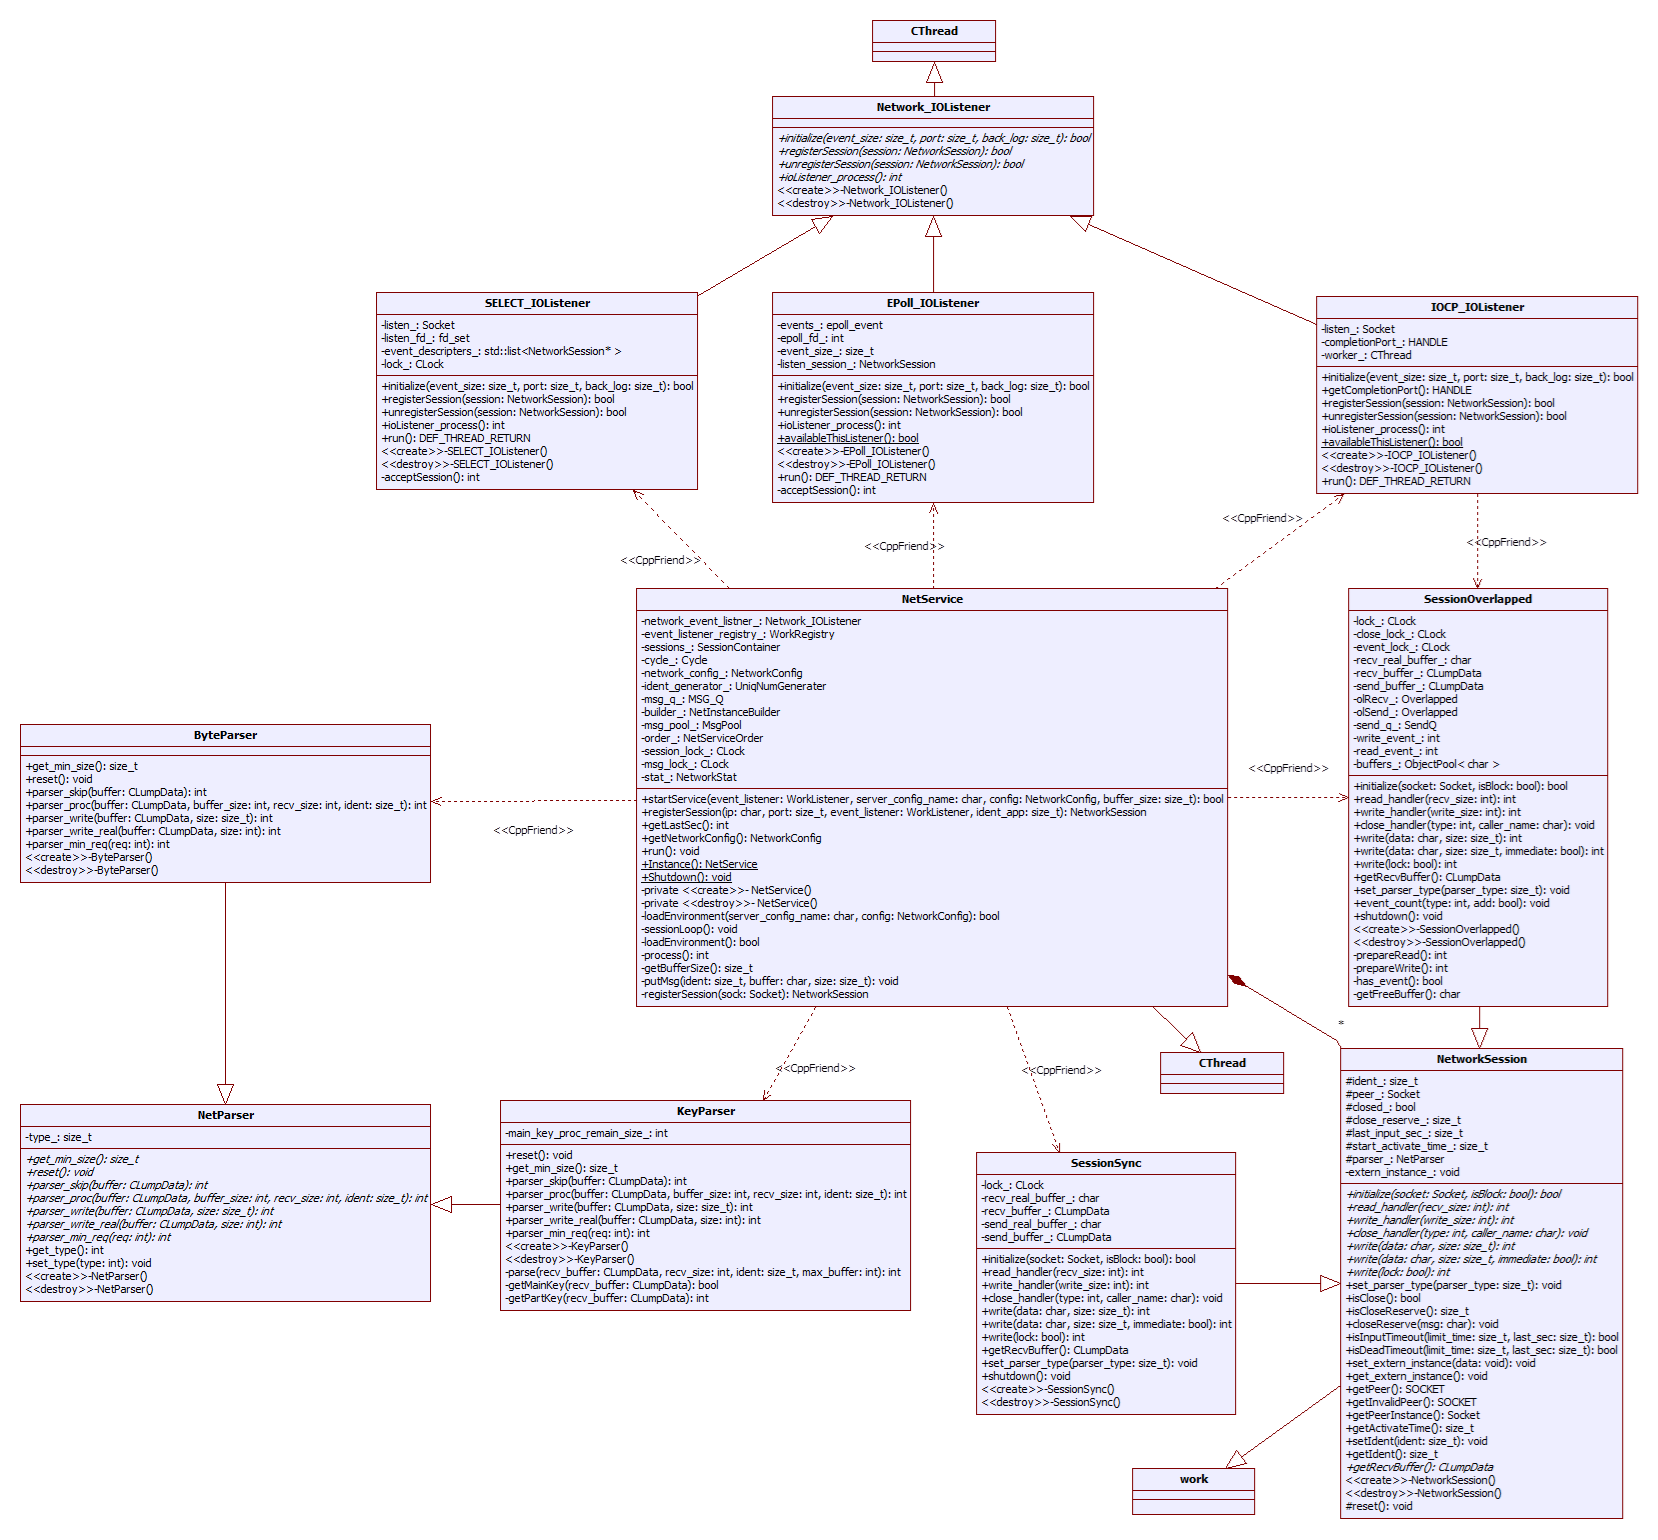 CThread
Network_IOListener
+initialize(event_size: size_t, port: size_t, back_log: size_t): bool
+registerSession(session: NetworkSession): bool
+unregisterSession(session: NetworkSession): bool
+ioListener_process(): int
<<create>>-Network_IOListener()
<<destroy>>-Network_IOListener()
SELECT_IOListener
-listen_: Socket
-listen_fd_: fd_set
-event_descripters_: std::list<NetworkSession* >
-lock_: CLock
+initialize(event_size: size_t, port: size_t, back_log: size_t): bool
+registerSession(session: NetworkSession): bool
+unregisterSession(session: NetworkSession): bool
+ioListener_process(): int
+run(): DEF_THREAD_RETURN
<<create>>-SELECT_IOListener()
<<destroy>>-SELECT_IOListener()
-acceptSession(): int
EPoll_IOListener
-events_: epoll_event
-epoll_fd_: int
-event_size_: size_t
-listen_session_: NetworkSession
+initialize(event_size: size_t, port: size_t, back_log: size_t): bool
+registerSession(session: NetworkSession): bool
+unregisterSession(session: NetworkSession): bool
+ioListener_process(): int
+availableThisListener(): bool
<<create>>-EPoll_IOListener()
<<destroy>>-EPoll_IOListener()
+run(): DEF_THREAD_RETURN
-acceptSession(): int
IOCP_IOListener
-listen_: Socket
-completionPort_: HANDLE
-worker_: CThread
+initialize(event_size: size_t, port: size_t, back_log: size_t): bool
+getCompletionPort(): HANDLE
+registerSession(session: NetworkSession): bool
+unregisterSession(session: NetworkSession): bool
+ioListener_process(): int
+availableThisListener(): bool
<<create>>-IOCP_IOListener()
<<destroy>>-IOCP_IOListener()
+run(): DEF_THREAD_RETURN
<<CppFriend>>
<<CppFriend>>
<<CppFriend>>
<<CppFriend>>
NetService
-network_event_listner_: Network_IOListener
-event_listener_registry_: WorkRegistry
-sessions_: SessionContainer
-cycle_: Cycle
-network_config_: NetworkConfig
-ident_generator_: UniqNumGenerater
-msg_q_: MSG_Q
-builder_: NetInstanceBuilder
-msg_pool_: MsgPool
-order_: NetServiceOrder
-session_lock_: CLock
-msg_lock_: CLock
-stat_: NetworkStat
+startService(event_listener: WorkListener, server_config_name: char, config: NetworkConfig, buffer_size: size_t): bool
+registerSession(ip: char, port: size_t, event_listener: WorkListener, ident_app: size_t): NetworkSession
+getLastSec(): int
+getNetworkConfig(): NetworkConfig
+run(): void
+Instance(): NetService
+Shutdown(): void
-private <<create>>- NetService()
-private <<destroy>>- NetService()
-loadEnvironment(server_config_name: char, config: NetworkConfig): bool
-sessionLoop(): void
-loadEnvironment(): bool
-process(): int
-getBufferSize(): size_t
-putMsg(ident: size_t, buffer: char, size: size_t): void
-registerSession(sock: Socket): NetworkSession
SessionOverlapped
-lock_: CLock
-close_lock_: CLock
-event_lock_: CLock
-recv_real_buffer_: char
-recv_buffer_: CLumpData
-send_buffer_: CLumpData
-olRecv_: Overlapped
-olSend_: Overlapped
-send_q_: SendQ
-write_event_: int
-read_event_: int
-buffers_: ObjectPool< char >
+initialize(socket: Socket, isBlock: bool): bool
+read_handler(recv_size: int): int
+write_handler(write_size: int): int
+close_handler(type: int, caller_name: char): void
+write(data: char, size: size_t): int
+write(data: char, size: size_t, immediate: bool): int
+write(lock: bool): int
+getRecvBuffer(): CLumpData
+set_parser_type(parser_type: size_t): void
+event_count(type: int, add: bool): void
+shutdown(): void
<<create>>-SessionOverlapped()
<<destroy>>-SessionOverlapped()
-prepareRead(): int
-prepareWrite(): int
-has_event(): bool
-getFreeBuffer(): char
<<CppFriend>>
ByteParser
+get_min_size(): size_t
+reset(): void
+parser_skip(buffer: CLumpData): int
+parser_proc(buffer: CLumpData, buffer_size: int, recv_size: int, ident: size_t): int
+parser_write(buffer: CLumpData, size: size_t): int
+parser_write_real(buffer: CLumpData, size: int): int
+parser_min_req(req: int): int
<<create>>-ByteParser()
<<destroy>>-ByteParser()
<<CppFriend>>
*
<<CppFriend>>
<<CppFriend>>
CThread
NetParser
-type_: size_t
+get_min_size(): size_t
+reset(): void
+parser_skip(buffer: CLumpData): int
+parser_proc(buffer: CLumpData, buffer_size: int, recv_size: int, ident: size_t): int
+parser_write(buffer: CLumpData, size: size_t): int
+parser_write_real(buffer: CLumpData, size: int): int
+parser_min_req(req: int): int
+get_type(): int
+set_type(type: int): void
<<create>>-NetParser()
<<destroy>>-NetParser()
KeyParser
-main_key_proc_remain_size_: int
+reset(): void
+get_min_size(): size_t
+parser_skip(buffer: CLumpData): int
+parser_proc(buffer: CLumpData, buffer_size: int, recv_size: int, ident: size_t): int
+parser_write(buffer: CLumpData, size: size_t): int
+parser_write_real(buffer: CLumpData, size: int): int
+parser_min_req(req: int): int
<<create>>-KeyParser()
<<destroy>>-KeyParser()
-parse(recv_buffer: CLumpData, recv_size: int, ident: size_t, max_buffer: int): int
-getMainKey(recv_buffer: CLumpData): bool
-getPartKey(recv_buffer: CLumpData): int
SessionSync
-lock_: CLock
-recv_real_buffer_: char
-recv_buffer_: CLumpData
-send_real_buffer_: char
-send_buffer_: CLumpData
+initialize(socket: Socket, isBlock: bool): bool
+read_handler(recv_size: int): int
+write_handler(write_size: int): int
+close_handler(type: int, caller_name: char): void
+write(data: char, size: size_t): int
+write(data: char, size: size_t, immediate: bool): int
+write(lock: bool): int
+getRecvBuffer(): CLumpData
+set_parser_type(parser_type: size_t): void
+shutdown(): void
<<create>>-SessionSync()
<<destroy>>-SessionSync()
NetworkSession
#ident_: size_t
#peer_: Socket
#closed_: bool
#close_reserve_: size_t
#last_input_sec_: size_t
#start_activate_time_: size_t
#parser_: NetParser
-extern_instance_: void
+initialize(socket: Socket, isBlock: bool): bool
+read_handler(recv_size: int): int
+write_handler(write_size: int): int
+close_handler(type: int, caller_name: char): void
+write(data: char, size: size_t): int
+write(data: char, size: size_t, immediate: bool): int
+write(lock: bool): int
+set_parser_type(parser_type: size_t): void
+isClose(): bool
+isCloseReserve(): size_t
+closeReserve(msg: char): void
+isInputTimeout(limit_time: size_t, last_sec: size_t): bool
+isDeadTimeout(limit_time: size_t, last_sec: size_t): bool
+set_extern_instance(data: void): void
+get_extern_instance(): void
+getPeer(): SOCKET
+getInvalidPeer(): SOCKET
+getPeerInstance(): Socket
+getActivateTime(): size_t
+setIdent(ident: size_t): void
+getIdent(): size_t
+getRecvBuffer(): CLumpData
<<create>>-NetworkSession()
<<destroy>>-NetworkSession()
#reset(): void
work